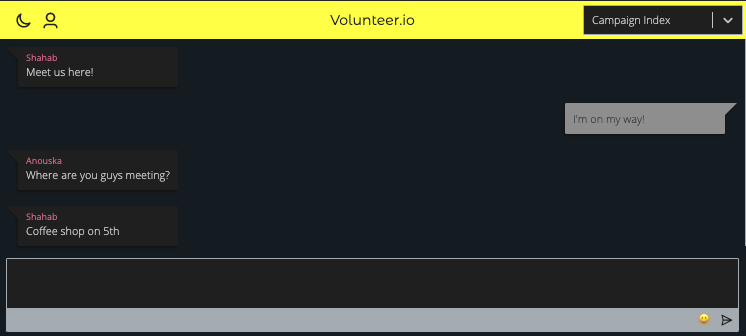 Volunteer.io
Campaign Index
Shahab
Meet us here!
I'm on my way!
Anouska
Where are you guys meeting?
Shahab
Coffee shop on 5th